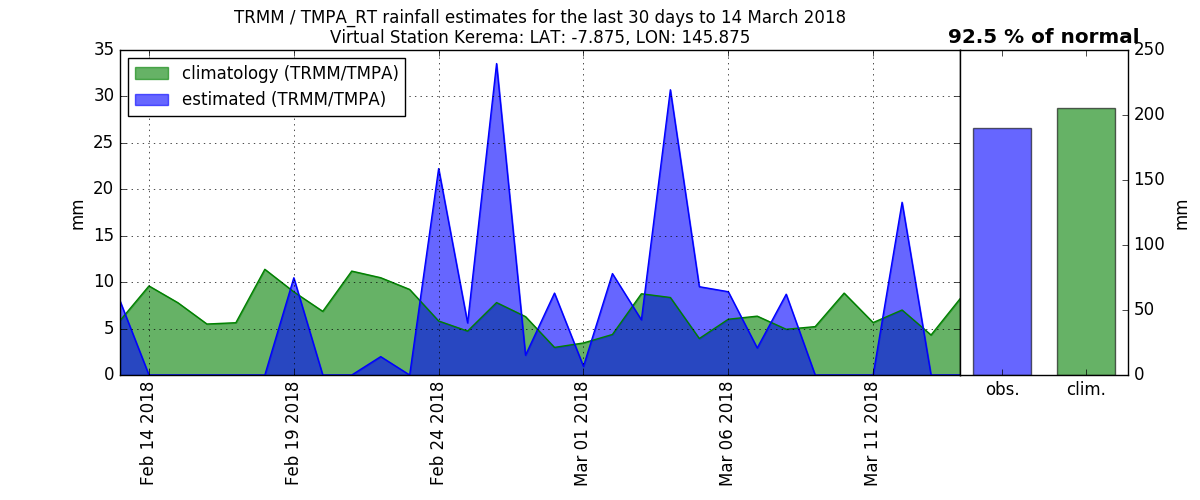 TRMM / TMPA_RT rainfall estimates for the last 30 days to 14 March 2018
Virtual Station Kerema: LAT: -7.875, LON: 145.875
92.5 % of normal
climatology (TRMM/TMPA)
estimated (TRMM/TMPA)
35
30
25
20
15
10
5
0
mm
250
200
150
100
50
0
mm
Feb 14 2018
Feb 19 2018
Feb 24 2018
Mar 01 2018
Mar 06 2018
Mar 11 2018
obs.
clim.